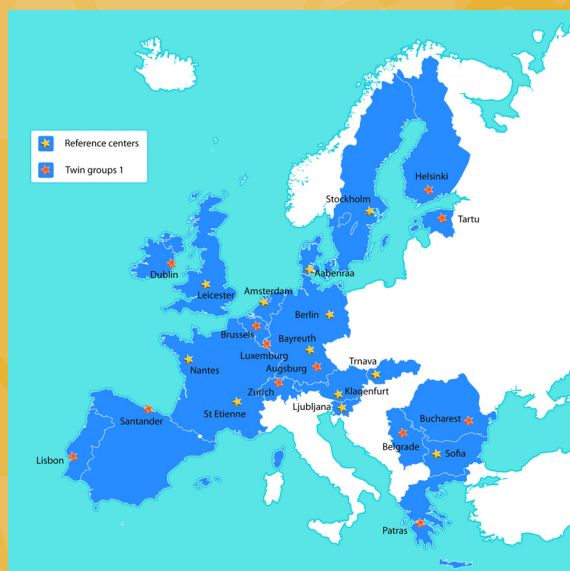 Reference centers
Twin groups 1
Helsinki
Stockholm
Tartu
Dublin
Aabenraa
Leicester
Amsterdam
Berlin
Brussels
Bayreuth
Luxemburg
Trnava
Nantes
Augsburg
Zurich
Klagenfurt
St Etienne
Ljubljana
Santander
Bucharest
Belgrade
Sofia
Lisbon
Patras